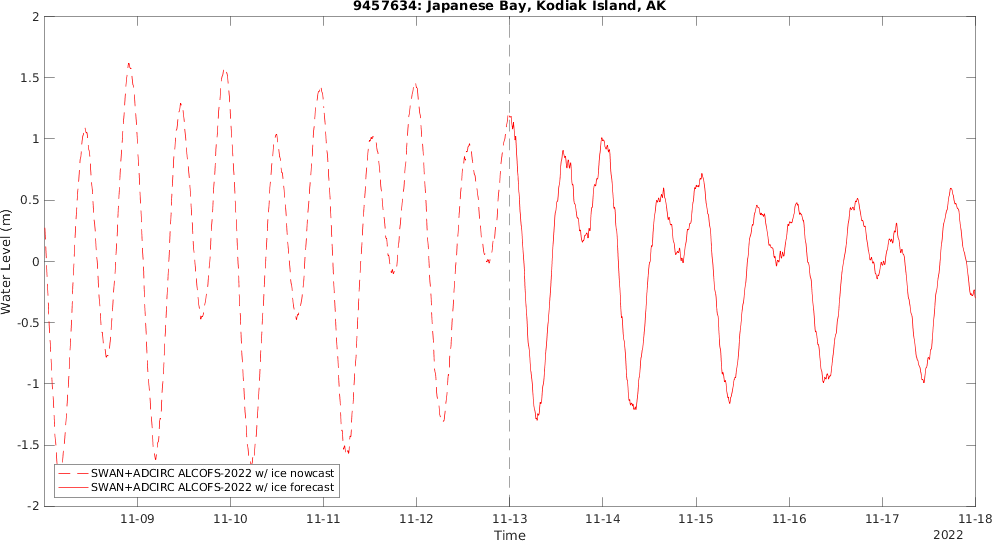 9457634: Japanese Bay, Kodiak Island, AK
2
1.5
1
0.5
0
-0.5
-1
-1.5
-2
Water Level (m)
SWAN+ADCIRC ALCOFS-2022 w/ ice nowcast
SWAN+ADCIRC ALCOFS-2022 w/ ice forecast
11-09 11-10 11-11 11-12 11-13 11-14 11-15 11-16 11-17 11-18
Time
2022